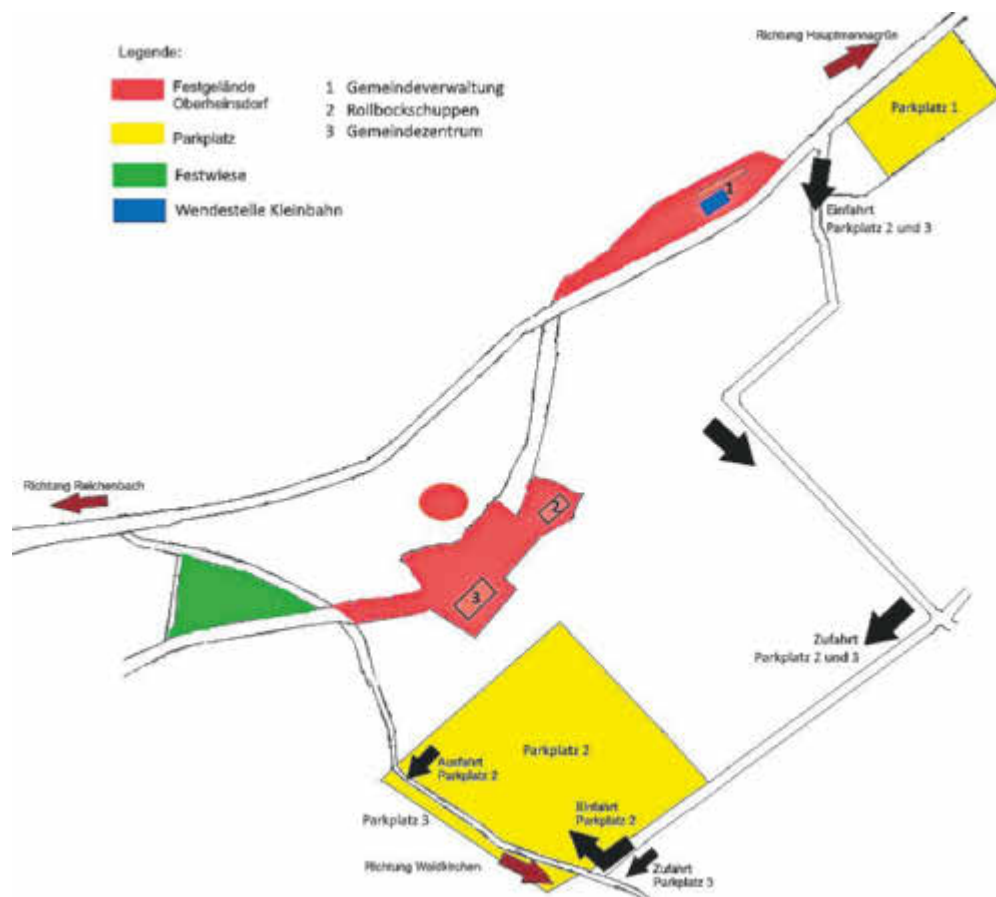 Legende:
Festgelände
Oberheinsdorf
Parkplatz
Festwiese
Wendestelle Kleinbahn
1 Gemeindeverwaltung
2 Rollbockschuppen
3 Gemeindezentrum
Richtung Hauptmannsgrün
Parkplatz 1
Einfahrt
Parkplatz 2 und 3
Richtung Reichenbach
2
3
Zufahrt
Parkplatz 2 und 3
Parkplatz 2
Ausfahrt
Parkplatz 2
Einfahrt
Parkplatz 2
Parkplatz 3
Richtung Waldkirchen
Zufahrt
Parkplatz 3